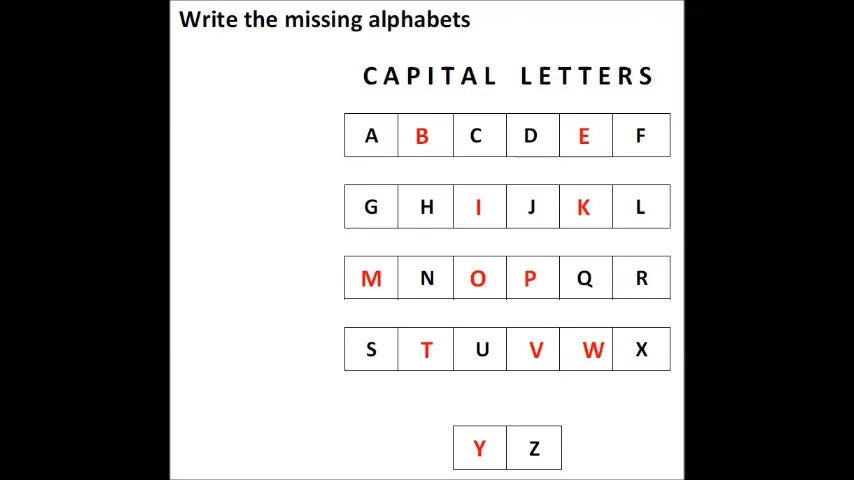 Write the missing alphabets
CAPITAL LETTERS
A B C D E F
G H I J K L
M N O P Q R
S T U V W X
Y Z